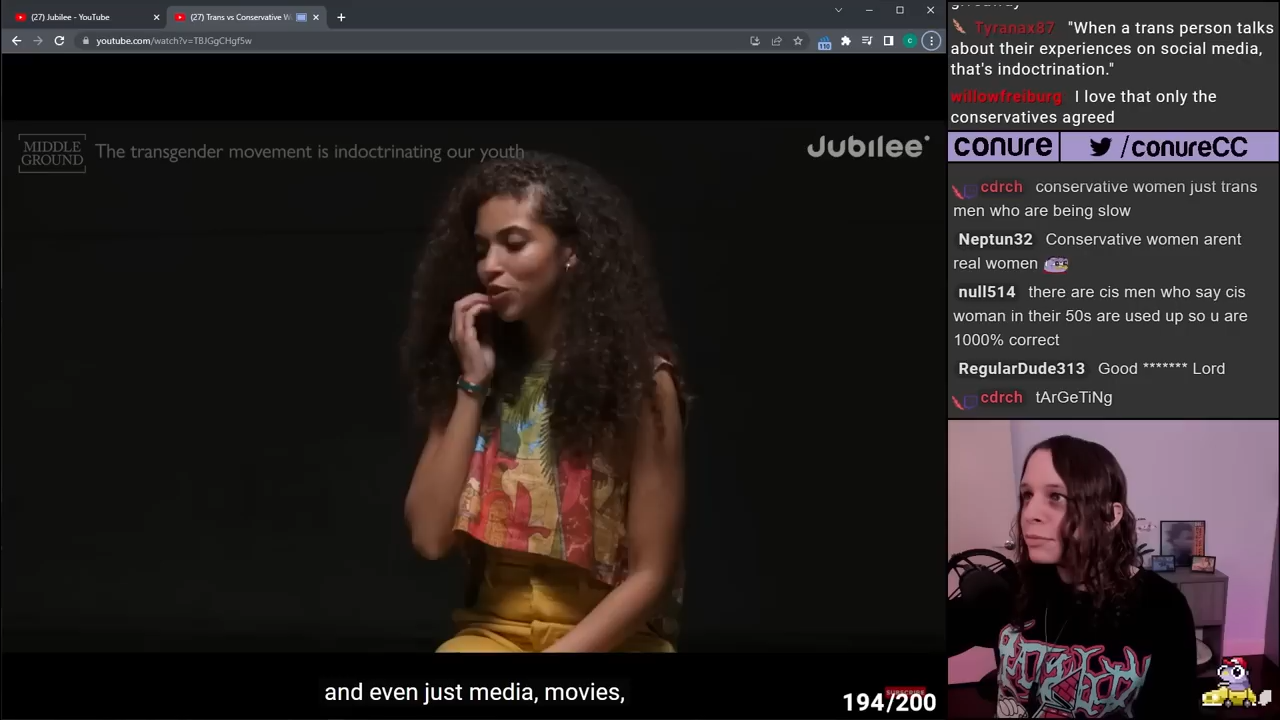 (27) Jubilee - YouTube
(27) Trans vs Conservative W
youtube.com/watch?v=TBJGgCHgf5w
MIDDLE
GROUND
The transgender movement is indoctrinating our youth
Jubilee
and even just media, movies,
SUBSCRIBE
194/200
giveaway
Tyranax87 "When a trans person talks
about their experiences on social media,
that's indoctrination."
willowfreiburg I love that only the
conservatives agreed
conure /conureCC
cdrch conservative women just trans
men who are being slow
Neptun32 Conservative women arent
real women
null514 there are cis men who say cis
woman in their 50s are used up so u are
1000% correct
RegularDude313 Good ******* Lord
cdrch tArGeTiNg